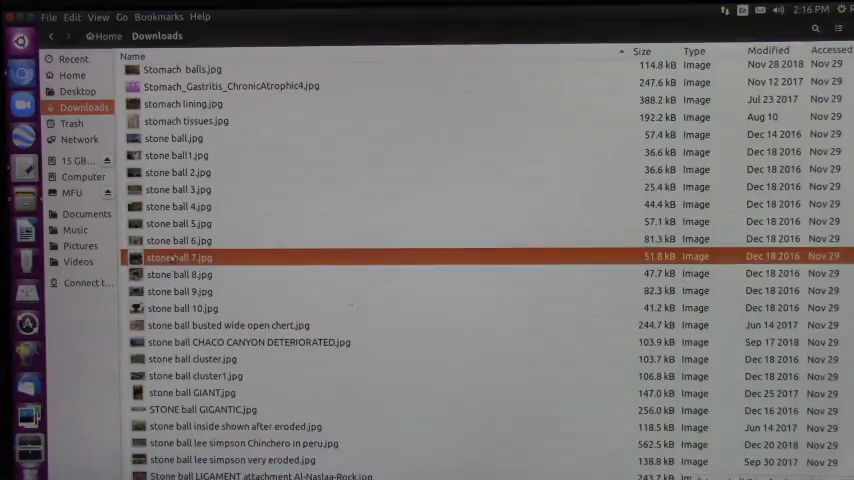 File Edit View Go Bookmarks Help En 2:16 PM
Home Downloads
Name Size Type Modified Accessed
Recent
Home
Desktop
Downloads
Trash
Network
15 GB...
Computer
MFU
Documents
Music
Pictures
Videos
Connect t...
Stomach balls.jpg 114.8 kB Image Nov 28 2018 Nov 29
Stomach_Gastritis_ChronicAtrophic4.jpg 247.6 kB Image Nov 12 2017 Nov 29
stomach lining.jpg 388.2 kB Image Jul 23 2017 Nov 29
stomach tissues.jpg 192.2 kB Image Aug 10 Nov 29
stone ball.jpg 57.4 kB Image Dec 14 2016 Nov 29
stone ball1.jpg 36.6 kB Image Dec 18 2016 Nov 29
stone ball 2.jpg 36.6 kB Image Dec 18 2016 Nov 29
stone ball 3.jpg 25.4 kB Image Dec 18 2016 Nov 29
stone ball 4.jpg 44.4 kB Image Dec 18 2016 Nov 29
stone ball 5.jpg 57.1 kB Image Dec 18 2016 Nov 29
stone ball 6.jpg 81.3 kB Image Dec 18 2016 Nov 29
stone ball 7.jpg 51.8 kB Image Dec 18 2016 Nov 29
stone ball 8.jpg 47.7 kB Image Dec 18 2016 Nov 29
stone ball 9.jpg 82.3 kB Image Dec 18 2016 Nov 29
stone ball 10.jpg 41.2 kB Image Dec 18 2016 Nov 29
stone ball busted wide open chert.jpg 244.7 kB Image Jun 14 2017 Nov 29
stone ball CHACO CANYON DETERIORATED.jpg 103.9 kB Image Sep 17 2018 Nov 29
stone ball cluster.jpg 103.7 kB Image Dec 18 2016 Nov 29
stone ball cluster1.jpg 106.8 kB Image Dec 18 2016 Nov 29
stone ball GIANT.jpg 147.0 kB Image Dec 25 2017 Nov 29
STONE ball GIGANTIC.jpg 256.0 kB Image Dec 16 2016 Nov 29
stone ball inside shown after eroded.jpg 118.5 kB Image Jun 14 2017 Nov 29
stone ball lee simpson Chinchero in peru.jpg 562.5 kB Image Dec 20 2018 Nov 29
stone ball lee simpson very eroded.jpg 138.8 kB Image Sep 30 2017 Nov 29
Stone ball LIGAMENT attachment Al-Naslaa-Rock.jpg 243.7 kB